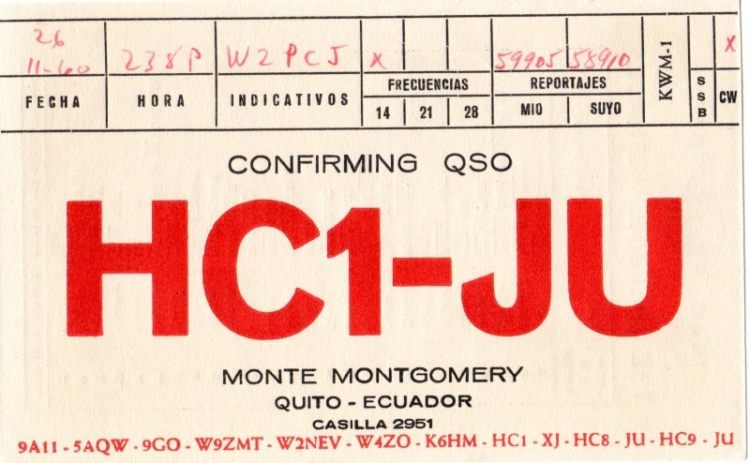 26
11-60 238P W2PCJ X 59905 58910 KWM-1 X
FECHA HORA INDICATIVOS FRECUENCIAS REPORTAJES SSB CW
14 21 28 MIO SUYO
CONFIRMING QSO
HC1-JU
MONTE MONTGOMERY
QUITO - ECUADOR
CASILLA 2951
9A11 - 5AQW - 9GO - W9ZMT - W2NEV - W4ZO - K6HM - HC1 - XJ - HC8 - JU - HC9 - JU